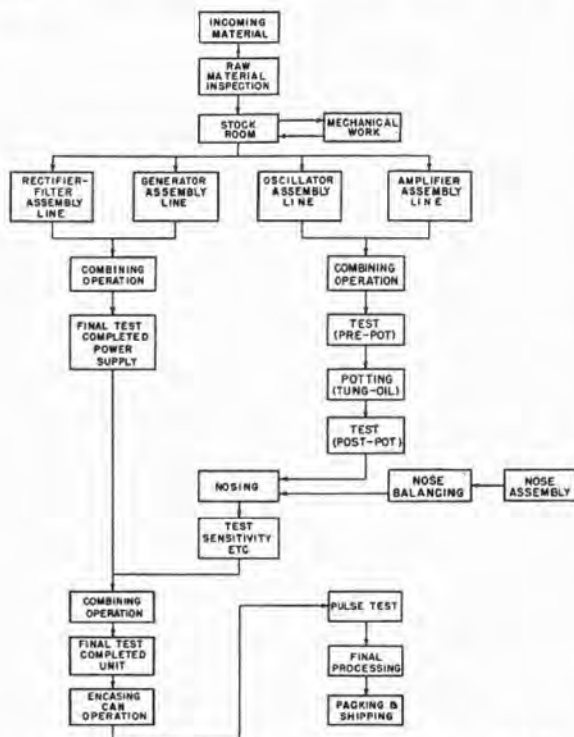 INCOMING
MATERIAL
RAW
MATERIAL
INSPECTION
STOCK
ROOM
MECHANICAL
WORK
RECTIFIER-
FILTER
ASSEMBLY
LINE
GENERATOR
ASSEMBLY
LINE
OSCILLATOR
ASSEMBLY
LINE
AMPLIFIER
ASSEMBLY
LINE
COMBINING
OPERATION
COMBINING
OPERATION
FINAL TEST
COMPLETED
POWER
SUPPLY
TEST
(PRE-POT)
POTTING
(TUNG-OIL)
TEST
(POST-POT)
NOSING
NOSE
BALANCING
NOSE
ASSEMBLY
TEST
SENSITIVITY
ETC
COMBINING
OPERATION
PULSE TEST
FINAL TEST
COMPLETED
UNIT
FINAL
PROCESSING
ENCASING
CAN
OPERATION
PACKING &
SHIPPING